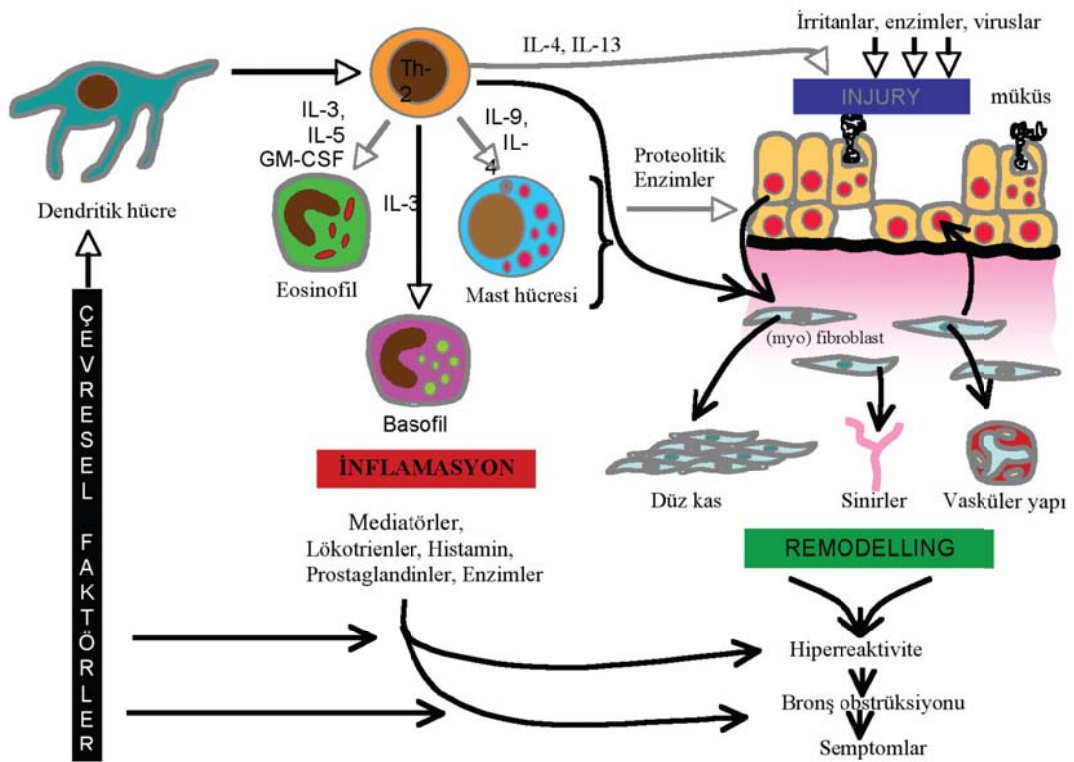 İrritanlar, enzimler, viruslar
IL-4, IL-13
Th-
2
INJURY
müküs
IL-3,
IL-5
GM-CSF
IL-9,
IL-
4
Proteolitik
Enzimler
Dendritik hücre
IL-3
Eosinofil
Mast hücresi
(myo) fibroblast
Basofil
ÇEVRESEL FAKTÖRLER
İNFLAMASYON
Düz kas
Sinirler
Vasküler yapı
Mediatörler,
Lökotrienler, Histamin,
Prostaglandinler, Enzimler
REMODELLING
Hiperreaktivite
Bronş obstrüksiyonu
Semptomlar